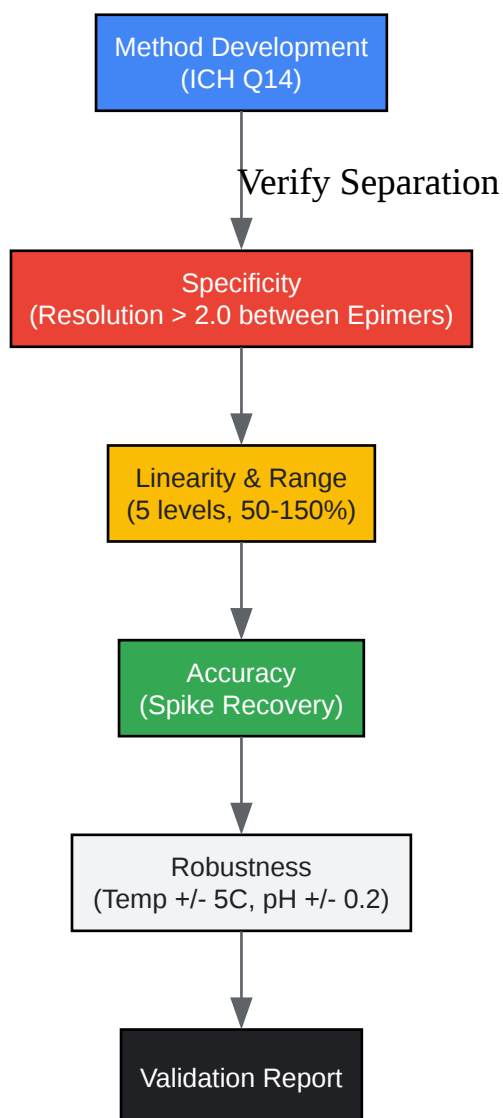 Method Development
(ICH Q14)
Verify Separation
Specificity
(Resolution > 2.0 between Epimers)
Linearity & Range
(5 levels, 50-150%)
Accuracy
(Spike Recovery)
Robustness
(Temp +/- 5C, pH +/- 0.2)
Validation Report